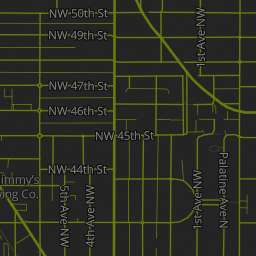 NW 50th St
NW 49th St
1st Ave NW
NW 47th St
NW 46th St
NW 45th St
NW 44th St
immy's
ing Co.
5th Ave NW
4th Ave NW
1st Ave NW
Palatine Ave N